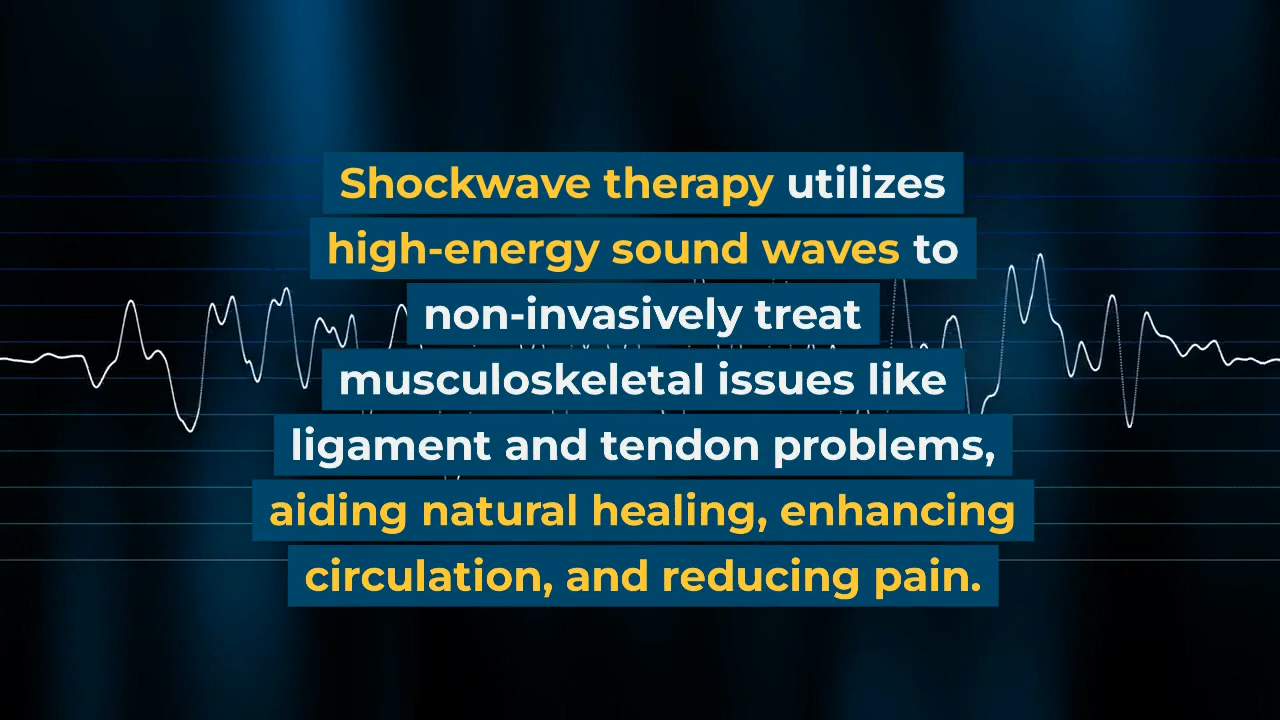 Shockwave therapy utilizes
high-energy sound waves to
non-invasively treat
musculoskeletal issues like
ligament and tendon problems,
aiding natural healing, enhancing
circulation, and reducing pain.